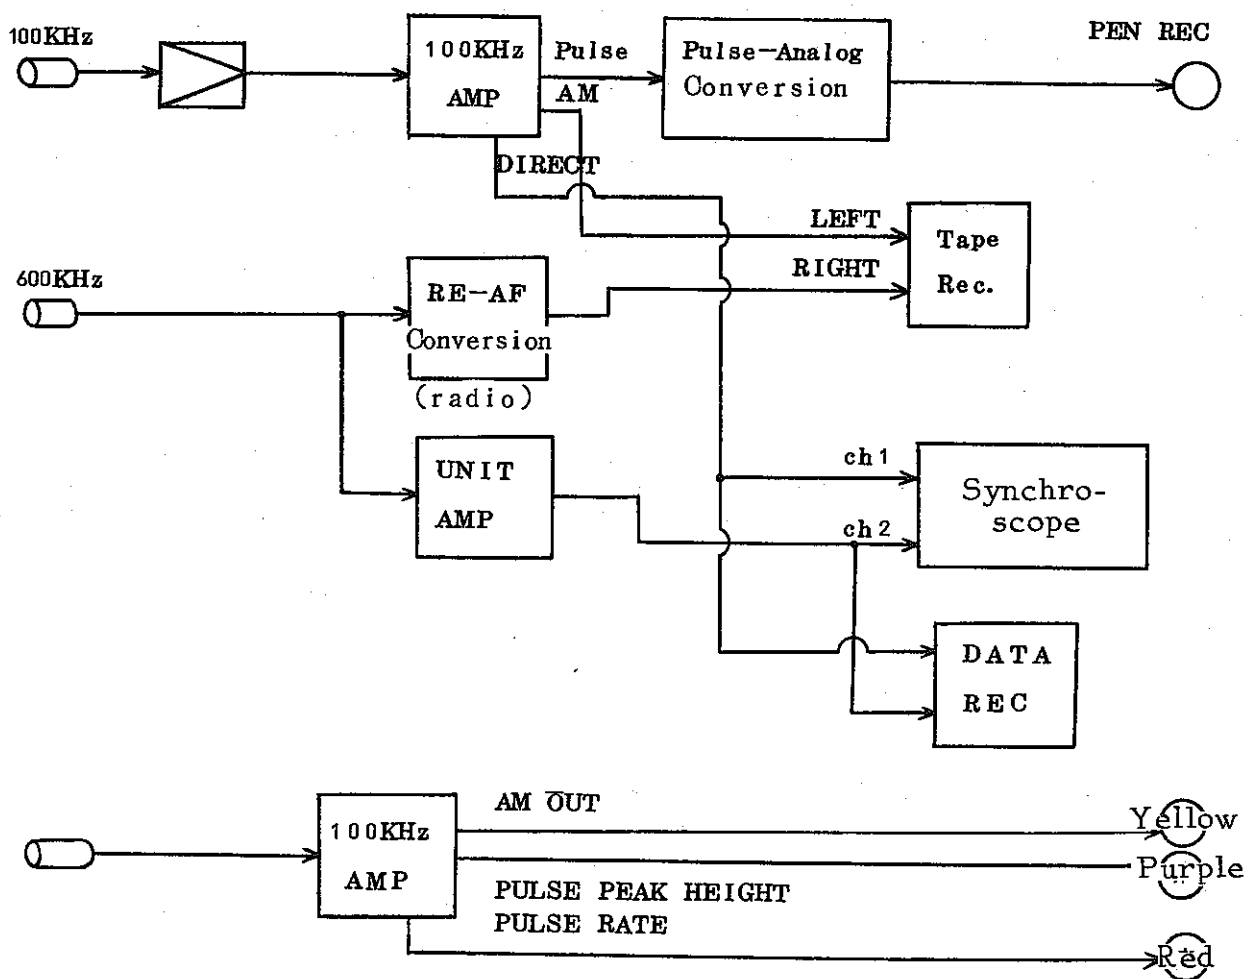 100KHz
100KHz
AMP
Pulse
AM
DIRECT
Pulse-Analog
Conversion
PEN REC
LEFT
RIGHT
Tape
Rec.
600KHz
RE-AF
Conversion
(radio)
UNIT
AMP
ch1
ch2
Synchro-
scope
DATA
REC
100KHz
AMP
AM OUT
PULSE PEAK HEIGHT
PULSE RATE
Yellow
Purple
Red